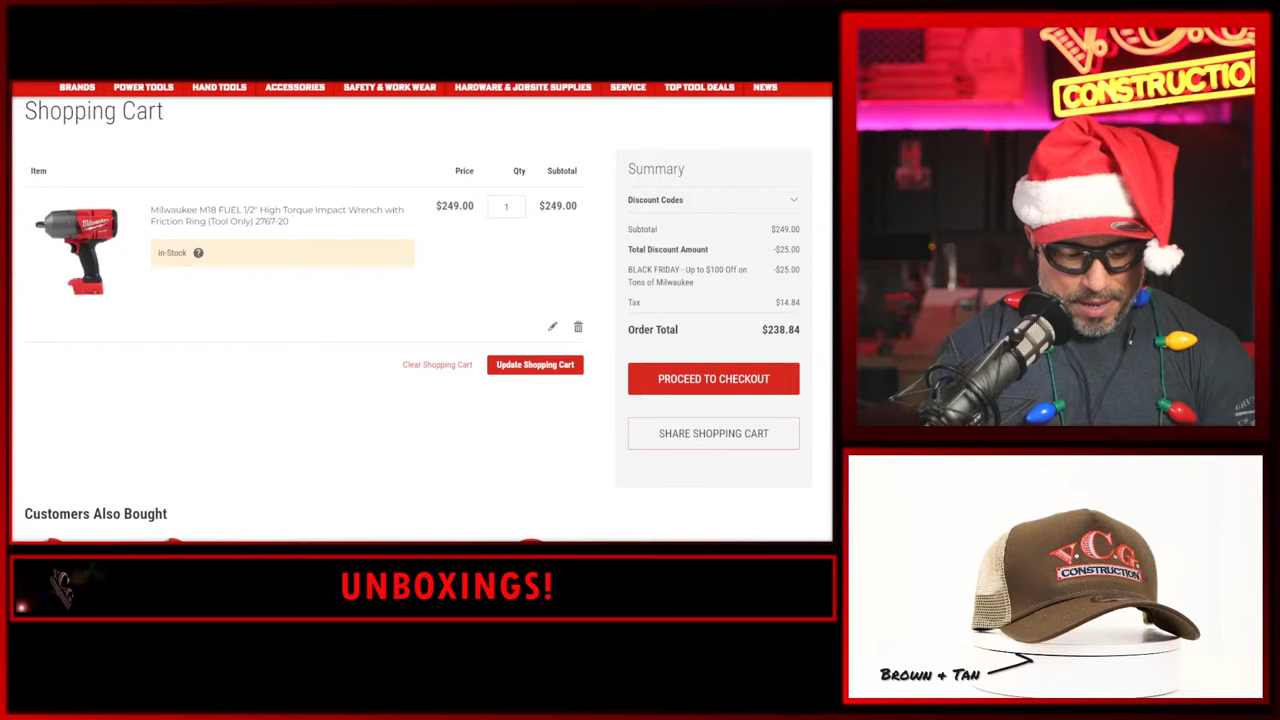 BRANDS POWER TOOLS HAND TOOLS ACCESSORIES SAFETY & WORK WEAR HARDWARE & JOBSITE SUPPLIES SERVICE TOP TOOL DEALS NEWS
Shopping Cart
Item Price Qty Subtotal
Milwaukee M18 FUEL 1/2" High Torque Impact Wrench with
Friction Ring (Tool Only) 2767-20
$249.00 1 $249.00
In-Stock ?
Clear Shopping Cart Update Shopping Cart
Summary
Discount Codes
Subtotal $249.00
Total Discount Amount -$25.00
BLACK FRIDAY - Up to $100 Off on -$25.00
Tons of Milwaukee
Tax $14.84
Order Total $238.84
PROCEED TO CHECKOUT
SHARE SHOPPING CART
Customers Also Bought
UNBOXINGS!
V.C.G.
CONSTRUCTIO
V.C.G.
CONSTRUCTION
BROWN & TAN